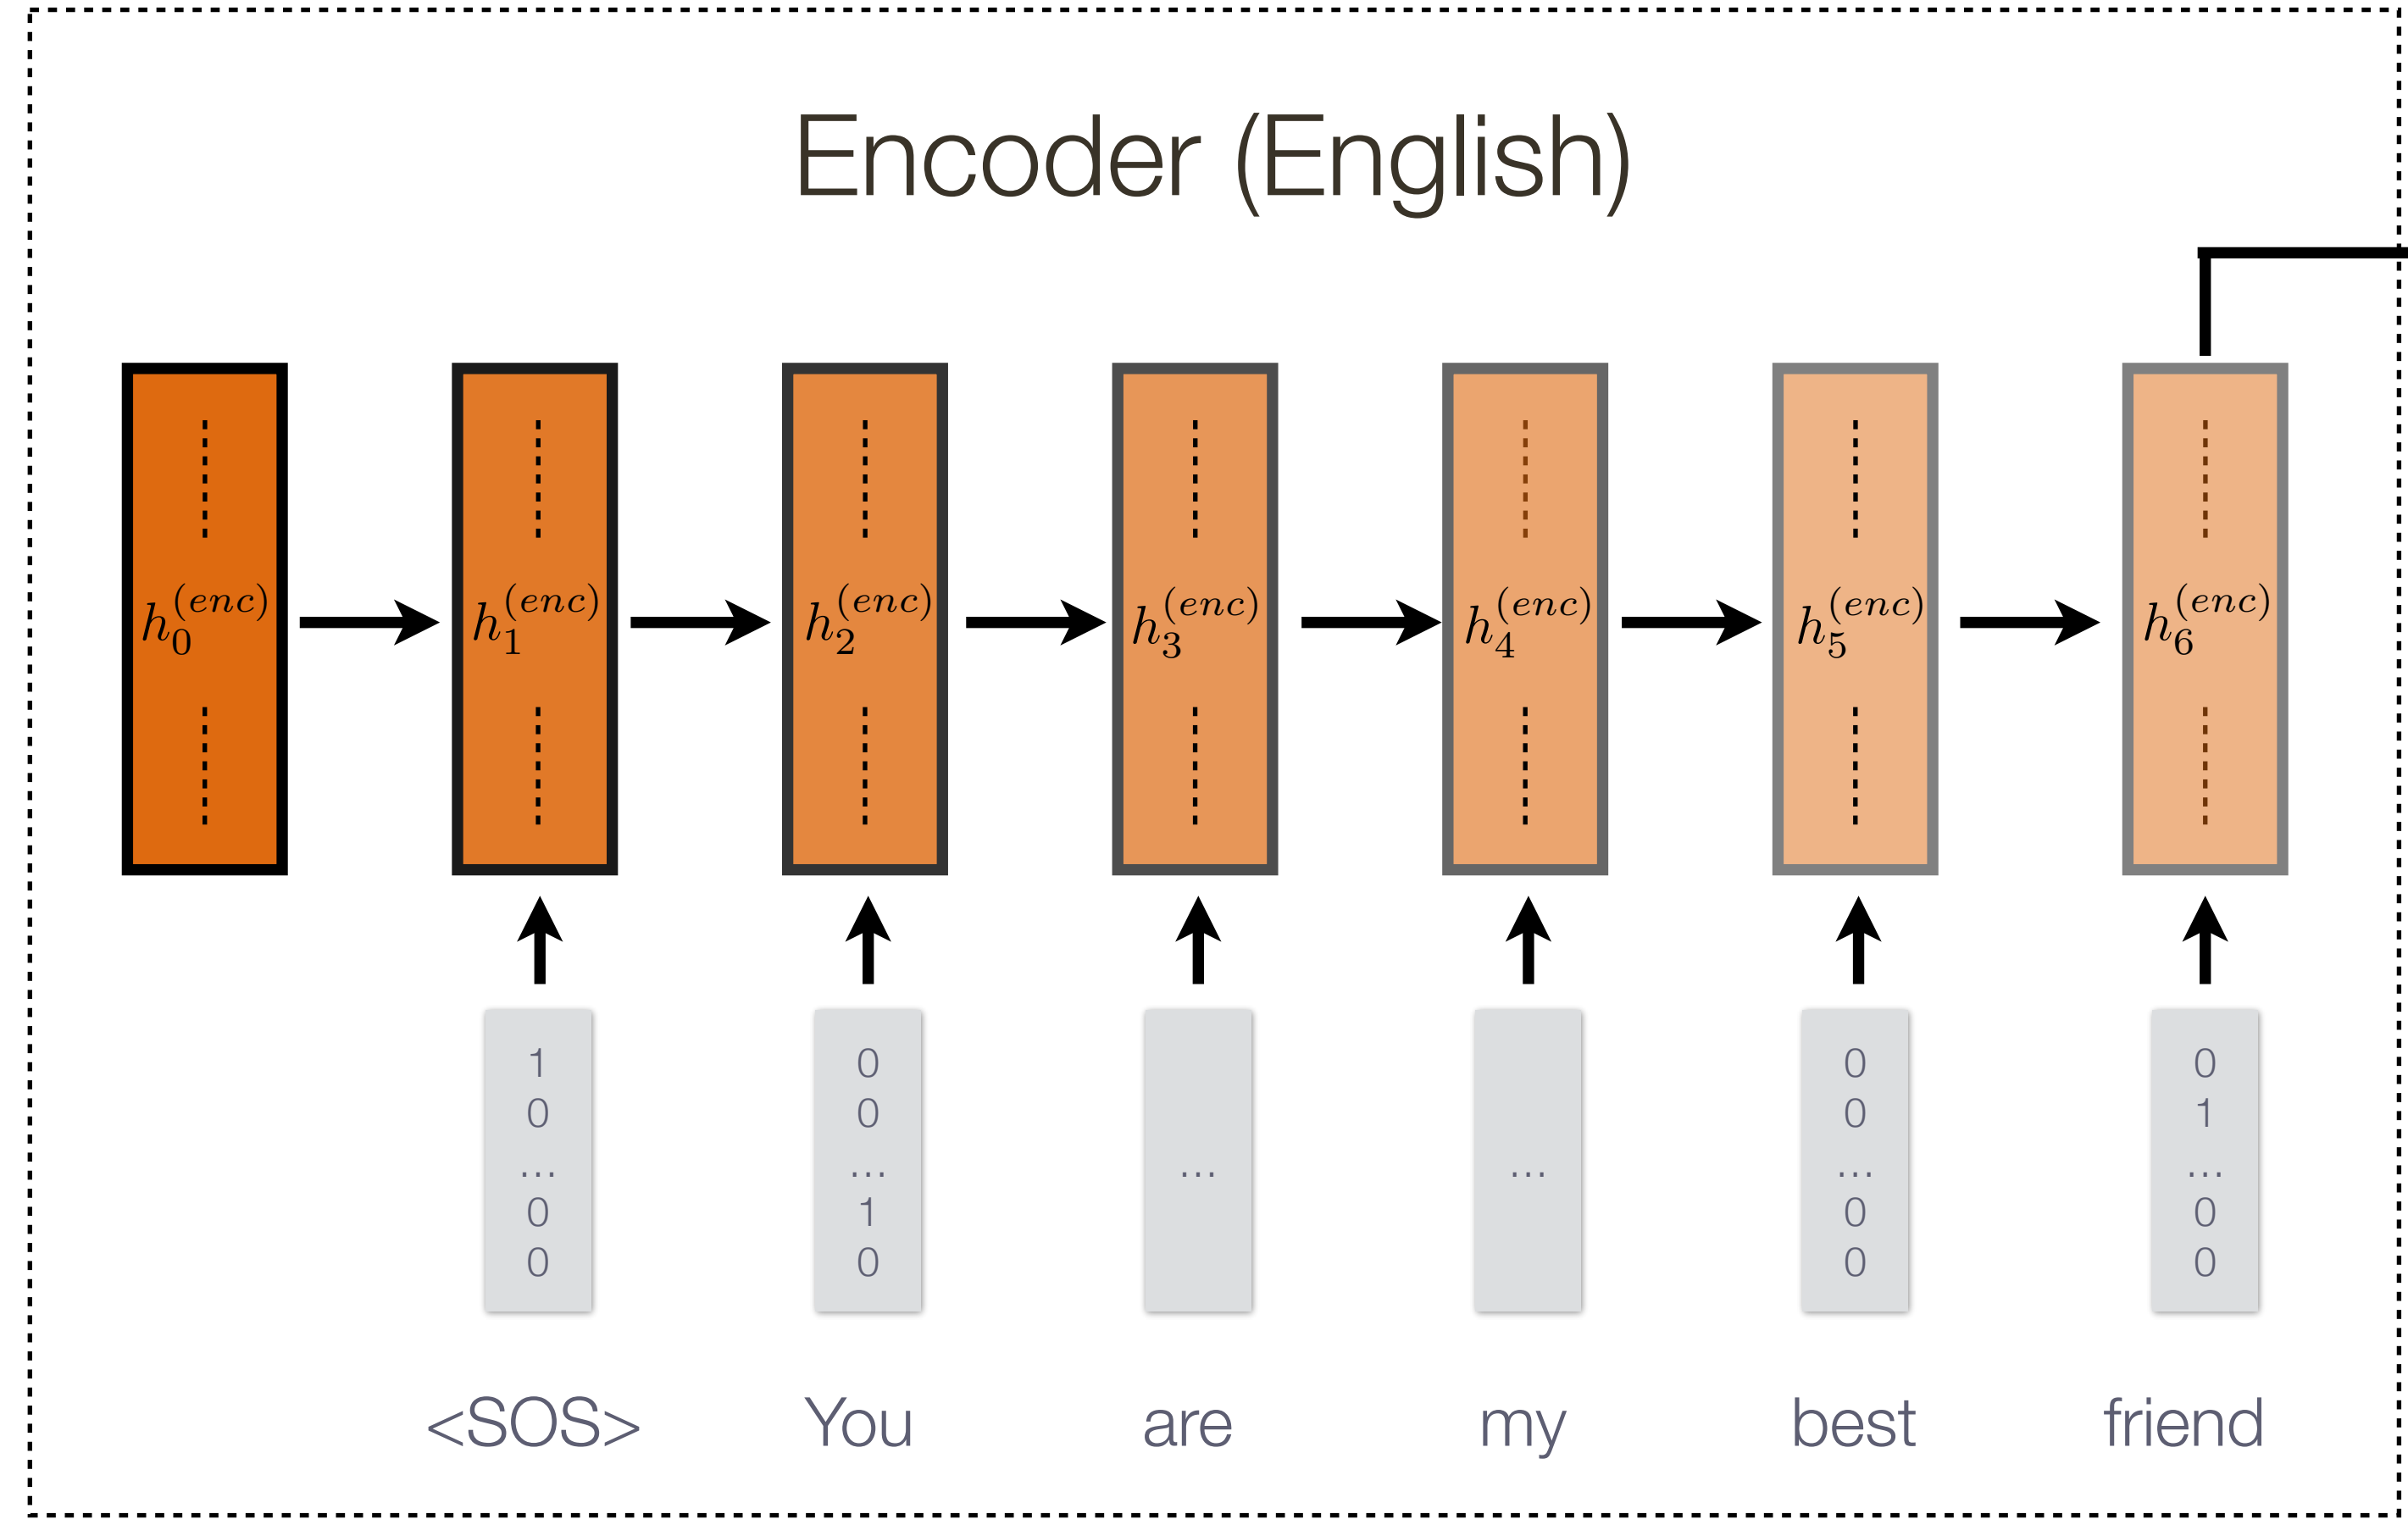 Encoder (English)
h_0^{(enc)} h_1^{(enc)} h_2^{(enc)} h_3^{(enc)} h_4^{(enc)} h_5^{(enc)} h_6^{(enc)}
1 0 0 0
0 0 0 1
... ... ... ... ... ...
0 1 0 0
0 0 0 0
<SOS> You are my best friend